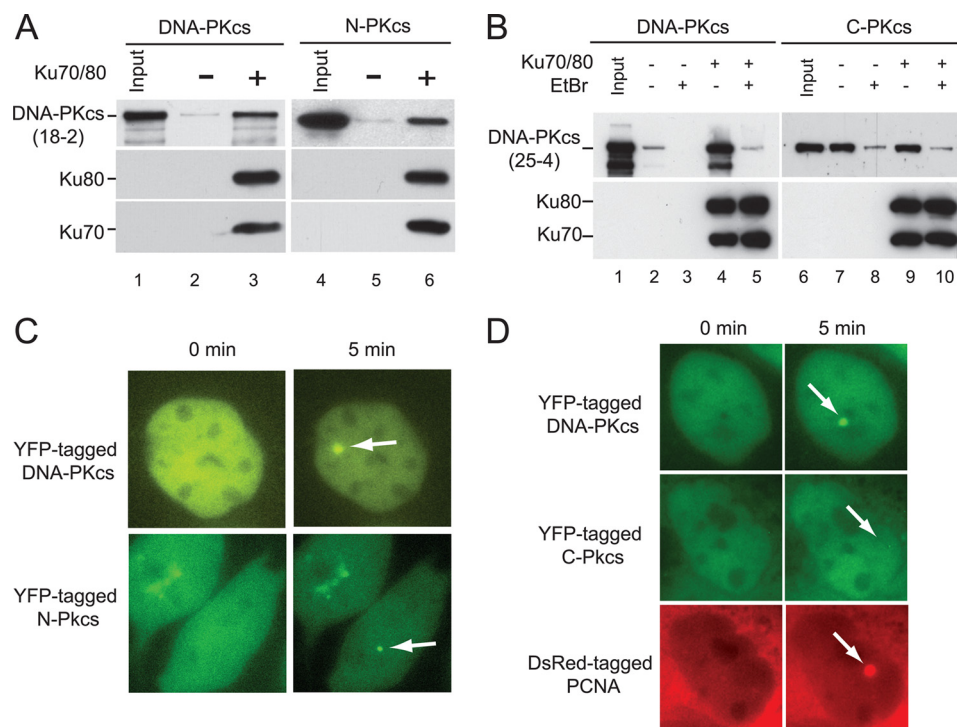 A
DNA-PKcs
N-PKcs
Ku70/80
Input
–
+
Input
–
+
DNA-PKcs
(18-2)
Ku80
Ku70
1 2 3 4 5 6
B
DNA-PKcs
C-PKcs
Ku70/80
Input
- - + +
Input
- - + +
EtBr
- + - +
- + - +
DNA-PKcs
(25-4)
Ku80
Ku70
1 2 3 4 5 6 7 8 9 10
C
0 min
5 min
YFP-tagged
DNA-PKcs
YFP-tagged
N-Pkcs
D
0 min
5 min
YFP-tagged
DNA-PKcs
YFP-tagged
C-Pkcs
DsRed-tagged
PCNA